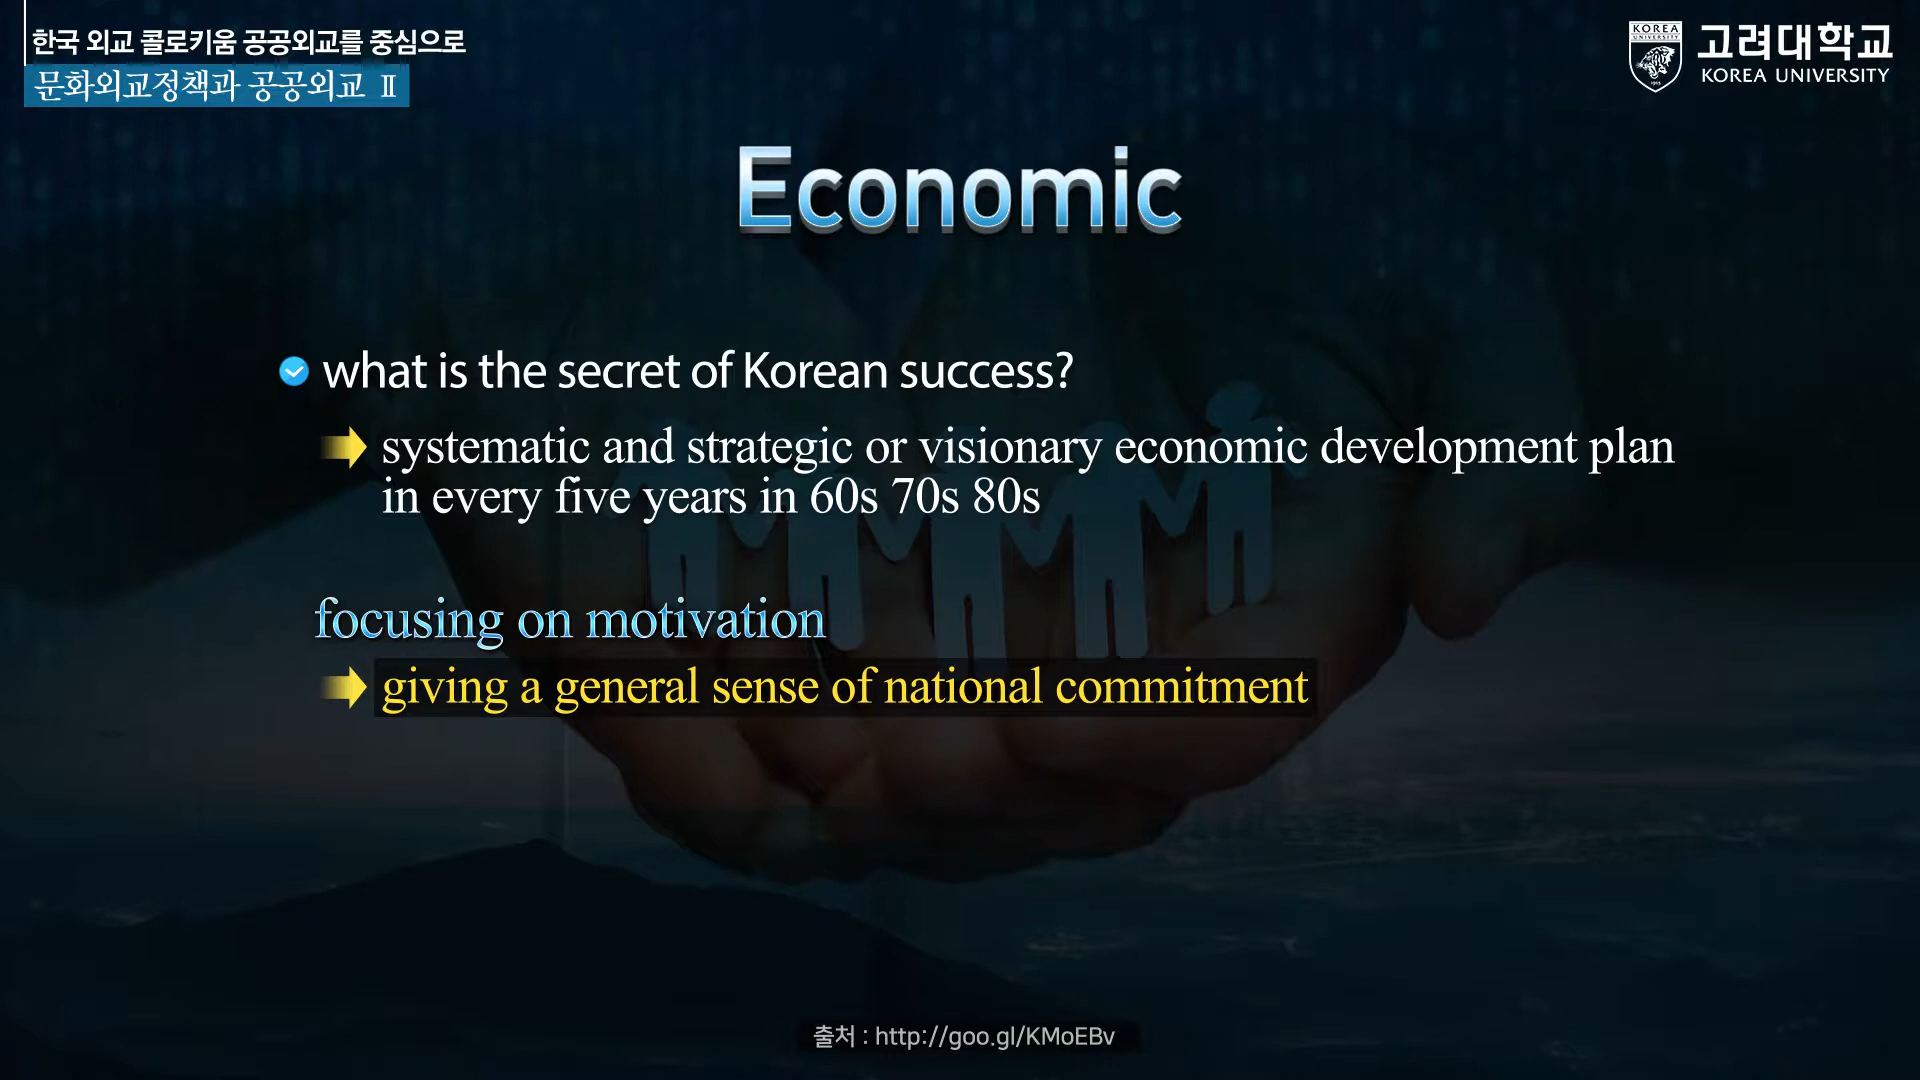 한국 외교 콜로키움 공공외교를 중심으로
문화외교정책과 공공외교 Ⅱ
KOREA
UNIVERSITY
1905
고려대학교
KOREA UNIVERSITY
Economic
what is the secret of Korean success?
systematic and strategic or visionary economic development plan
in every five years in 60s 70s 80s
focusing on motivation
giving a general sense of national commitment
출처 : http://goo.gl/KMoEBv